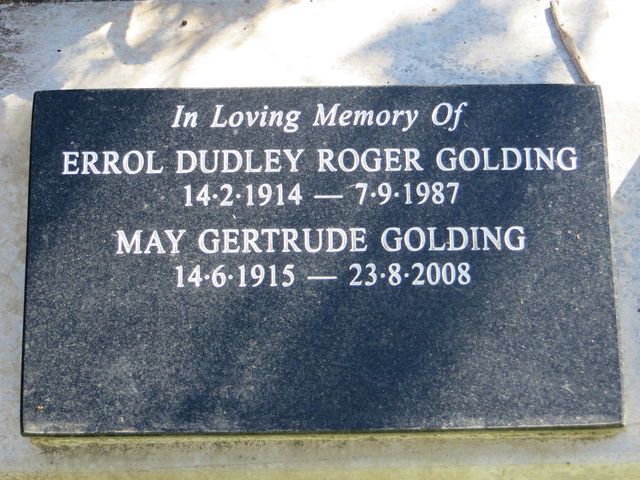 In Loving Memory Of
ERROL DUDLEY ROGER GOLDING
14·2·1914 — 7·9·1987
MAY GERTRUDE GOLDING
14·6·1915 — 23·8·2008